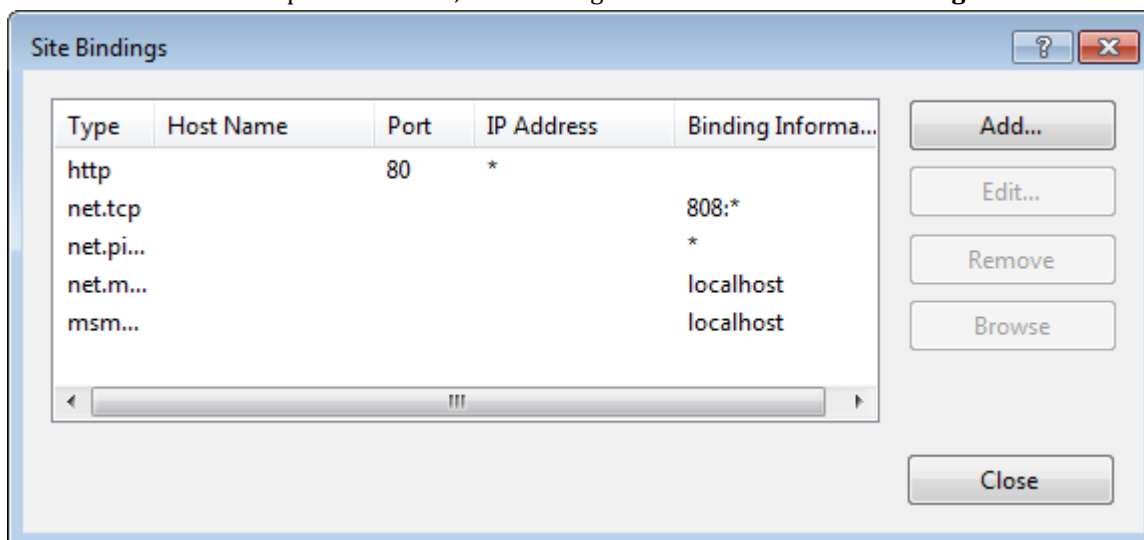 Site Bindings
Type Host Name Port IP Address Binding Informa... Add...
http 80 *
Edit...
net.tcp 808:*
net.pi... *
Remove
net.m... localhost
msm... localhost Browse
Close